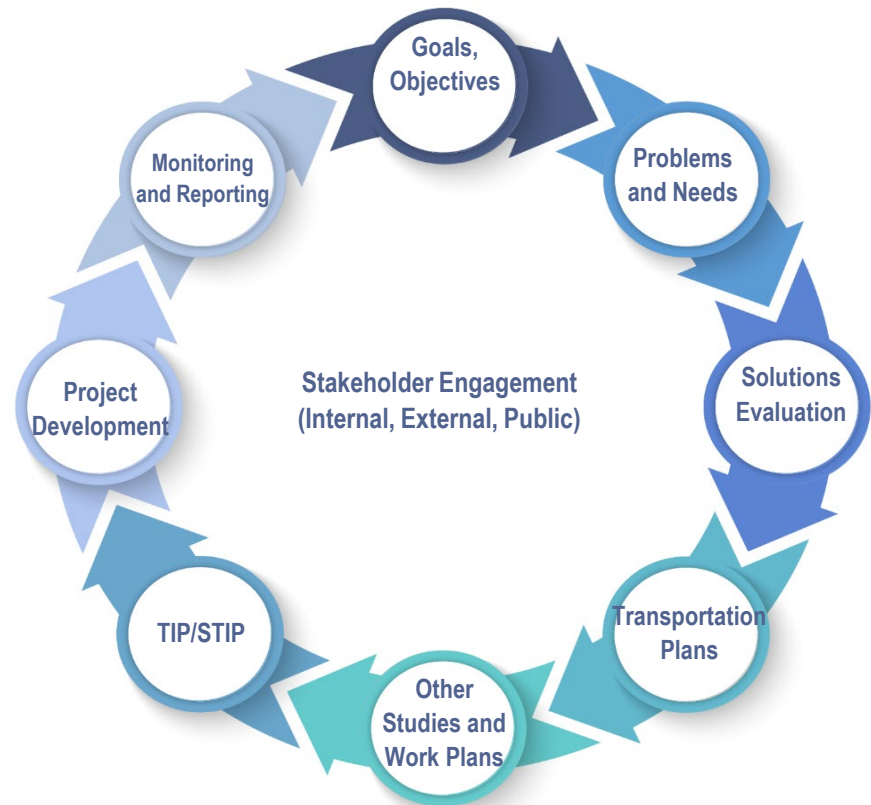 Goals,
Objectives
Problems
and Needs
Solutions
Evaluation
Transportation
Plans
Other
Studies and
Work Plans
TIP/STIP
Project
Development
Monitoring
and Reporting
Stakeholder Engagement
(Internal, External, Public)